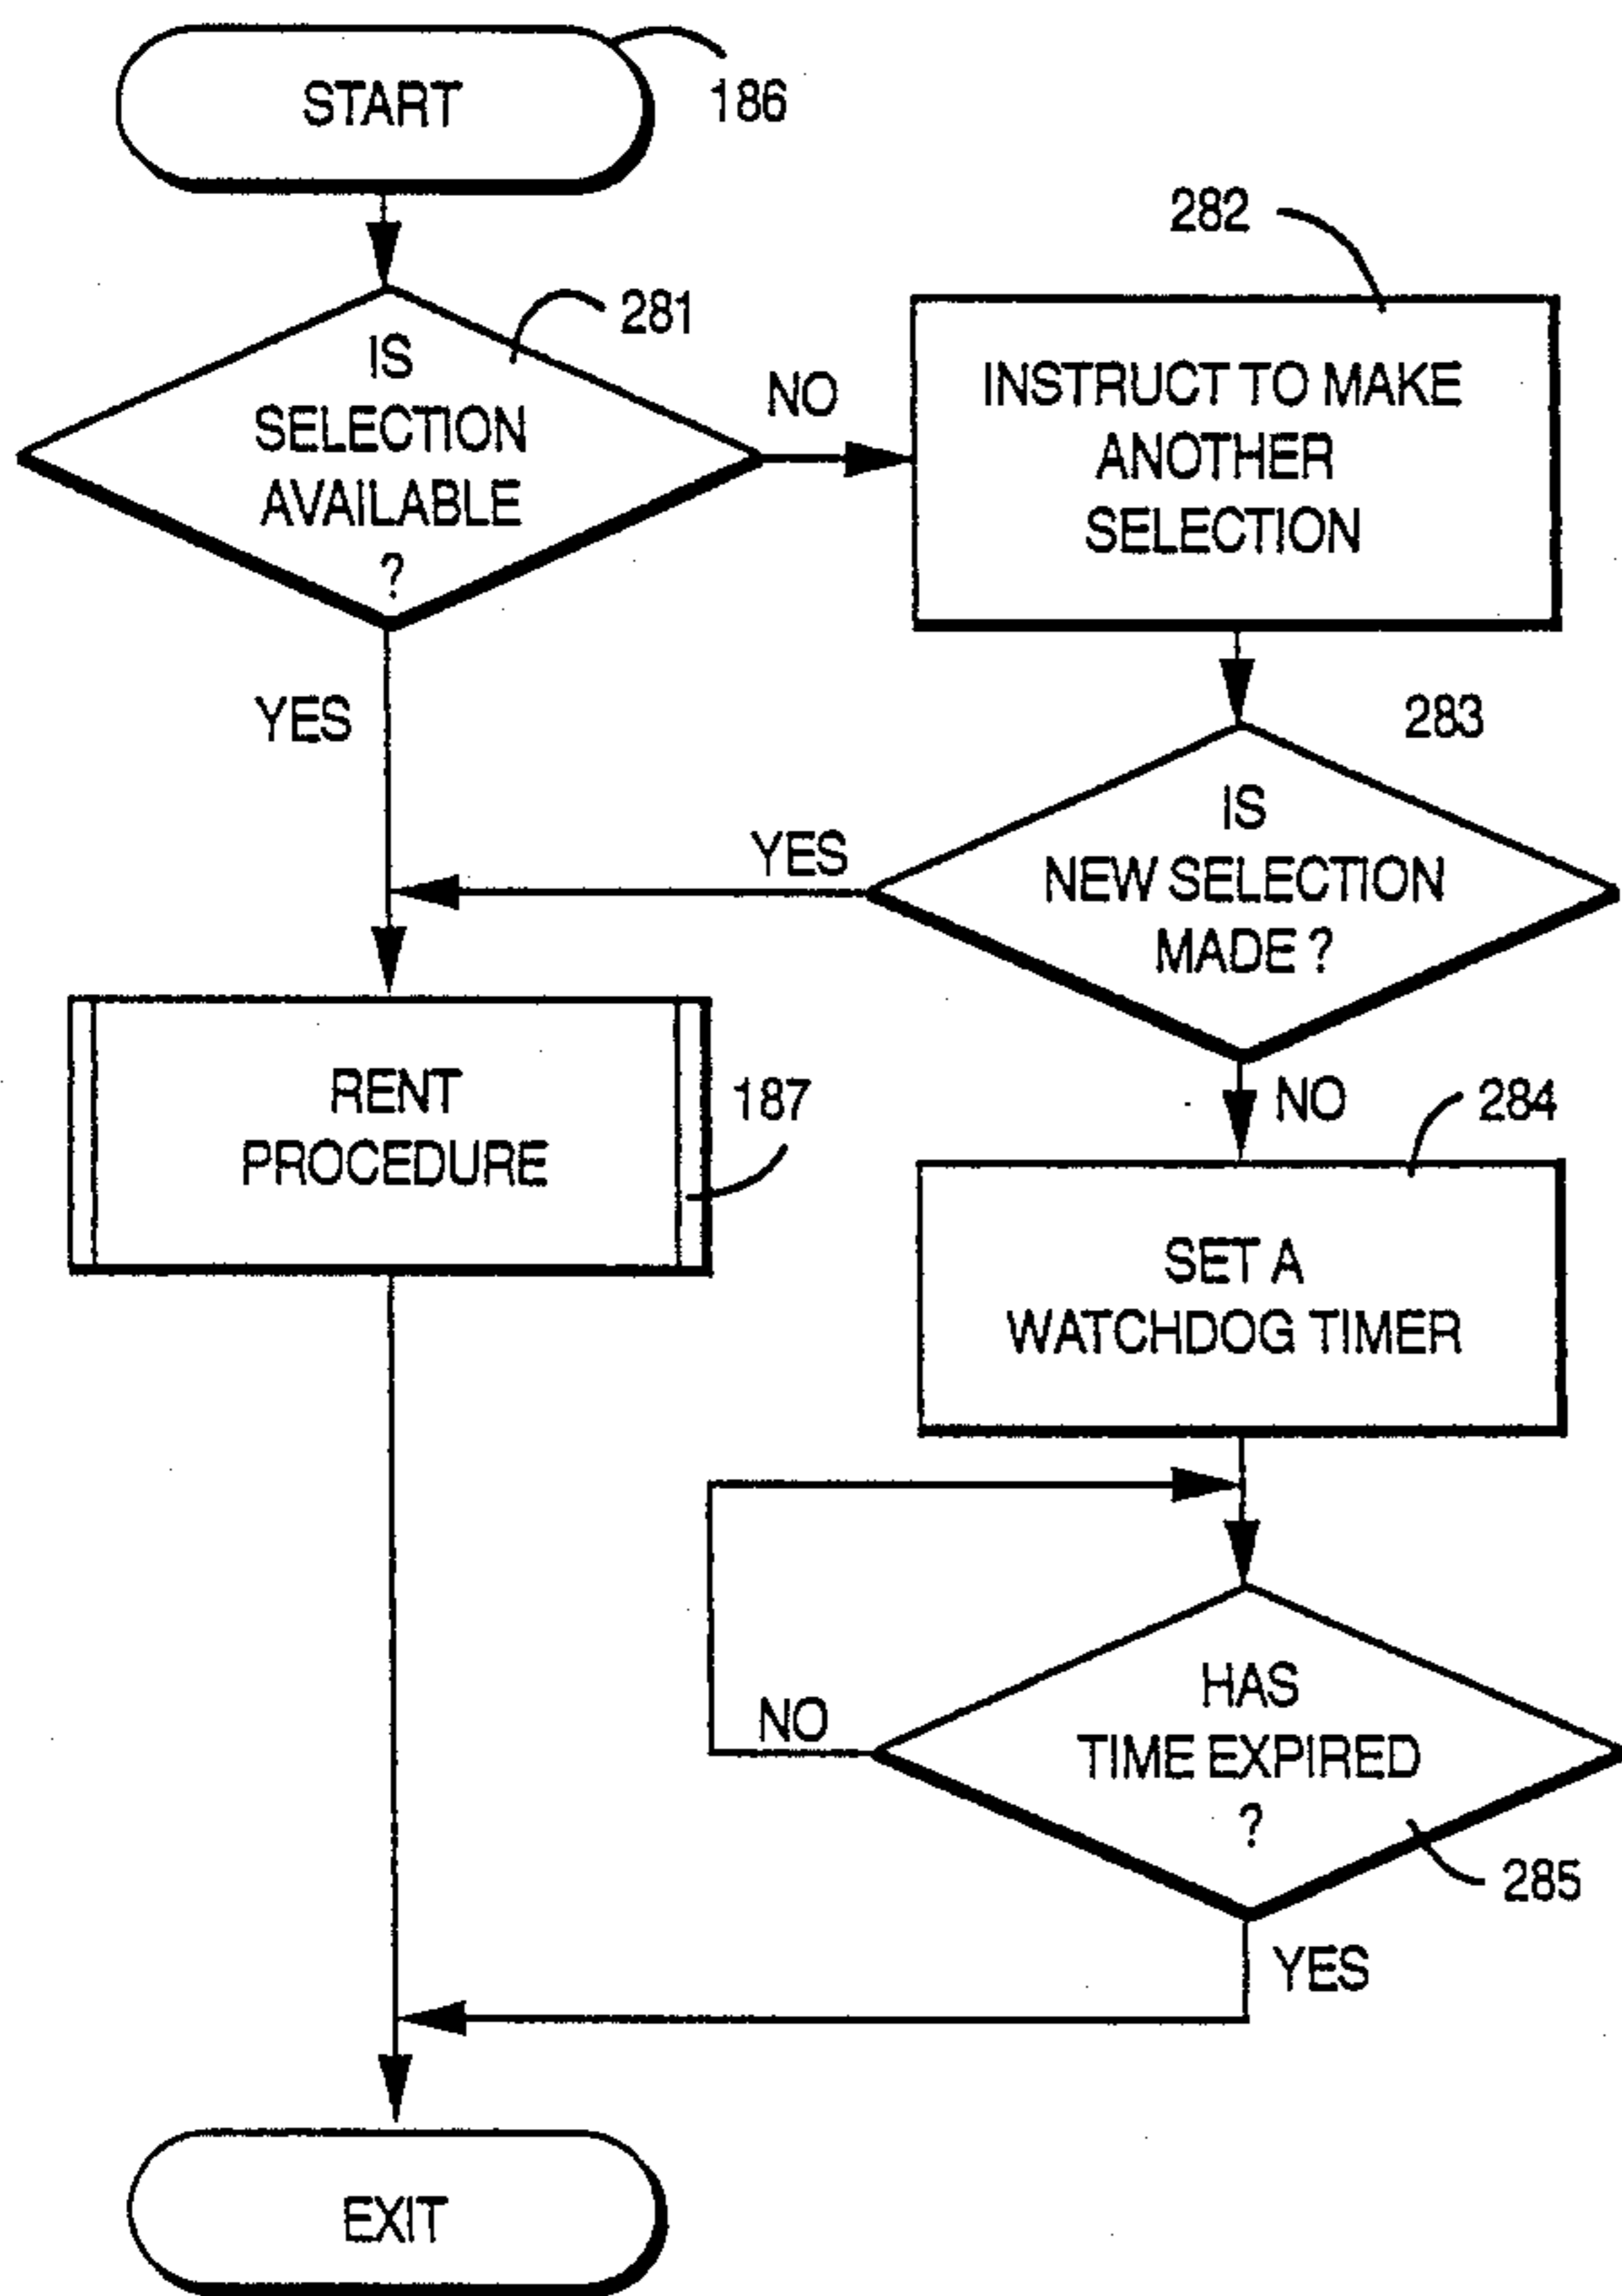 START
186
IS
SELECTION
AVAILABLE
?
281
NO
282
INSTRUCT TO MAKE
ANOTHER
SELECTION
YES
283
IS
NEW SELECTION
MADE ?
YES
RENT
PROCEDURE
187
NO
284
SET A
WATCHDOG TIMER
HAS
TIME EXPIRED
?
NO
285
YES
EXIT